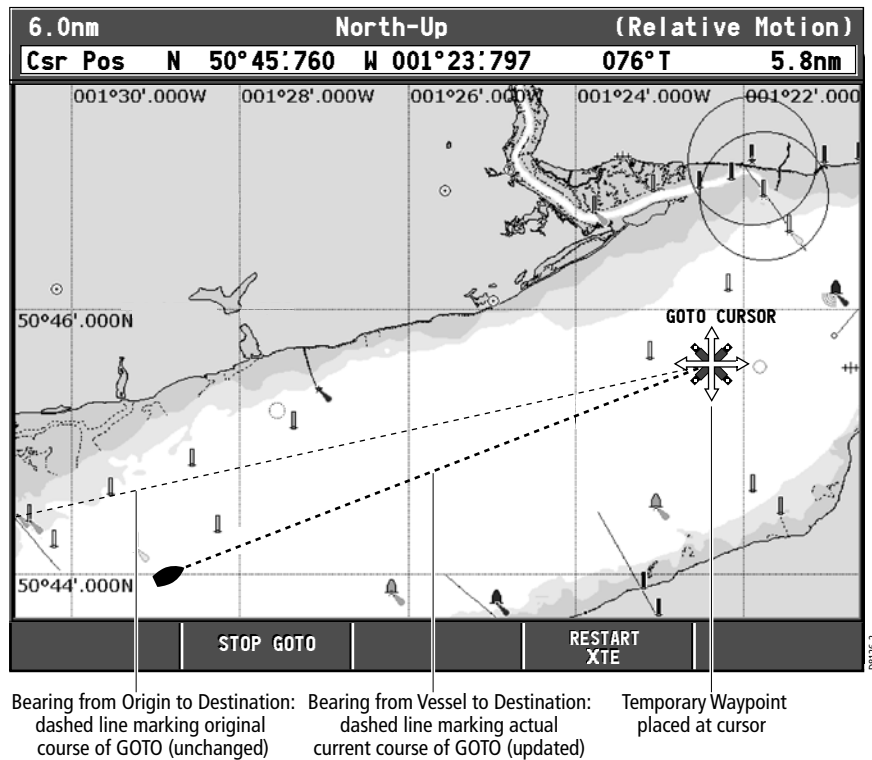 6.0nm North-Up (Relative Motion)
Csr Pos N 50°45'.760 W 001°23'.797 076°T 5.8nm
001°30'.000W 001°28'.000W 001°26'.000W 001°24'.000W 001°22'.000
50°46'.000N
GOTO CURSOR
50°44'.000N
STOP GOTO
RESTART
XTE
Bearing from Origin to Destination:
dashed line marking original
course of GOTO (unchanged)
Bearing from Vessel to Destination:
dashed line marking actual
current course of GOTO (updated)
Temporary Waypoint
placed at cursor